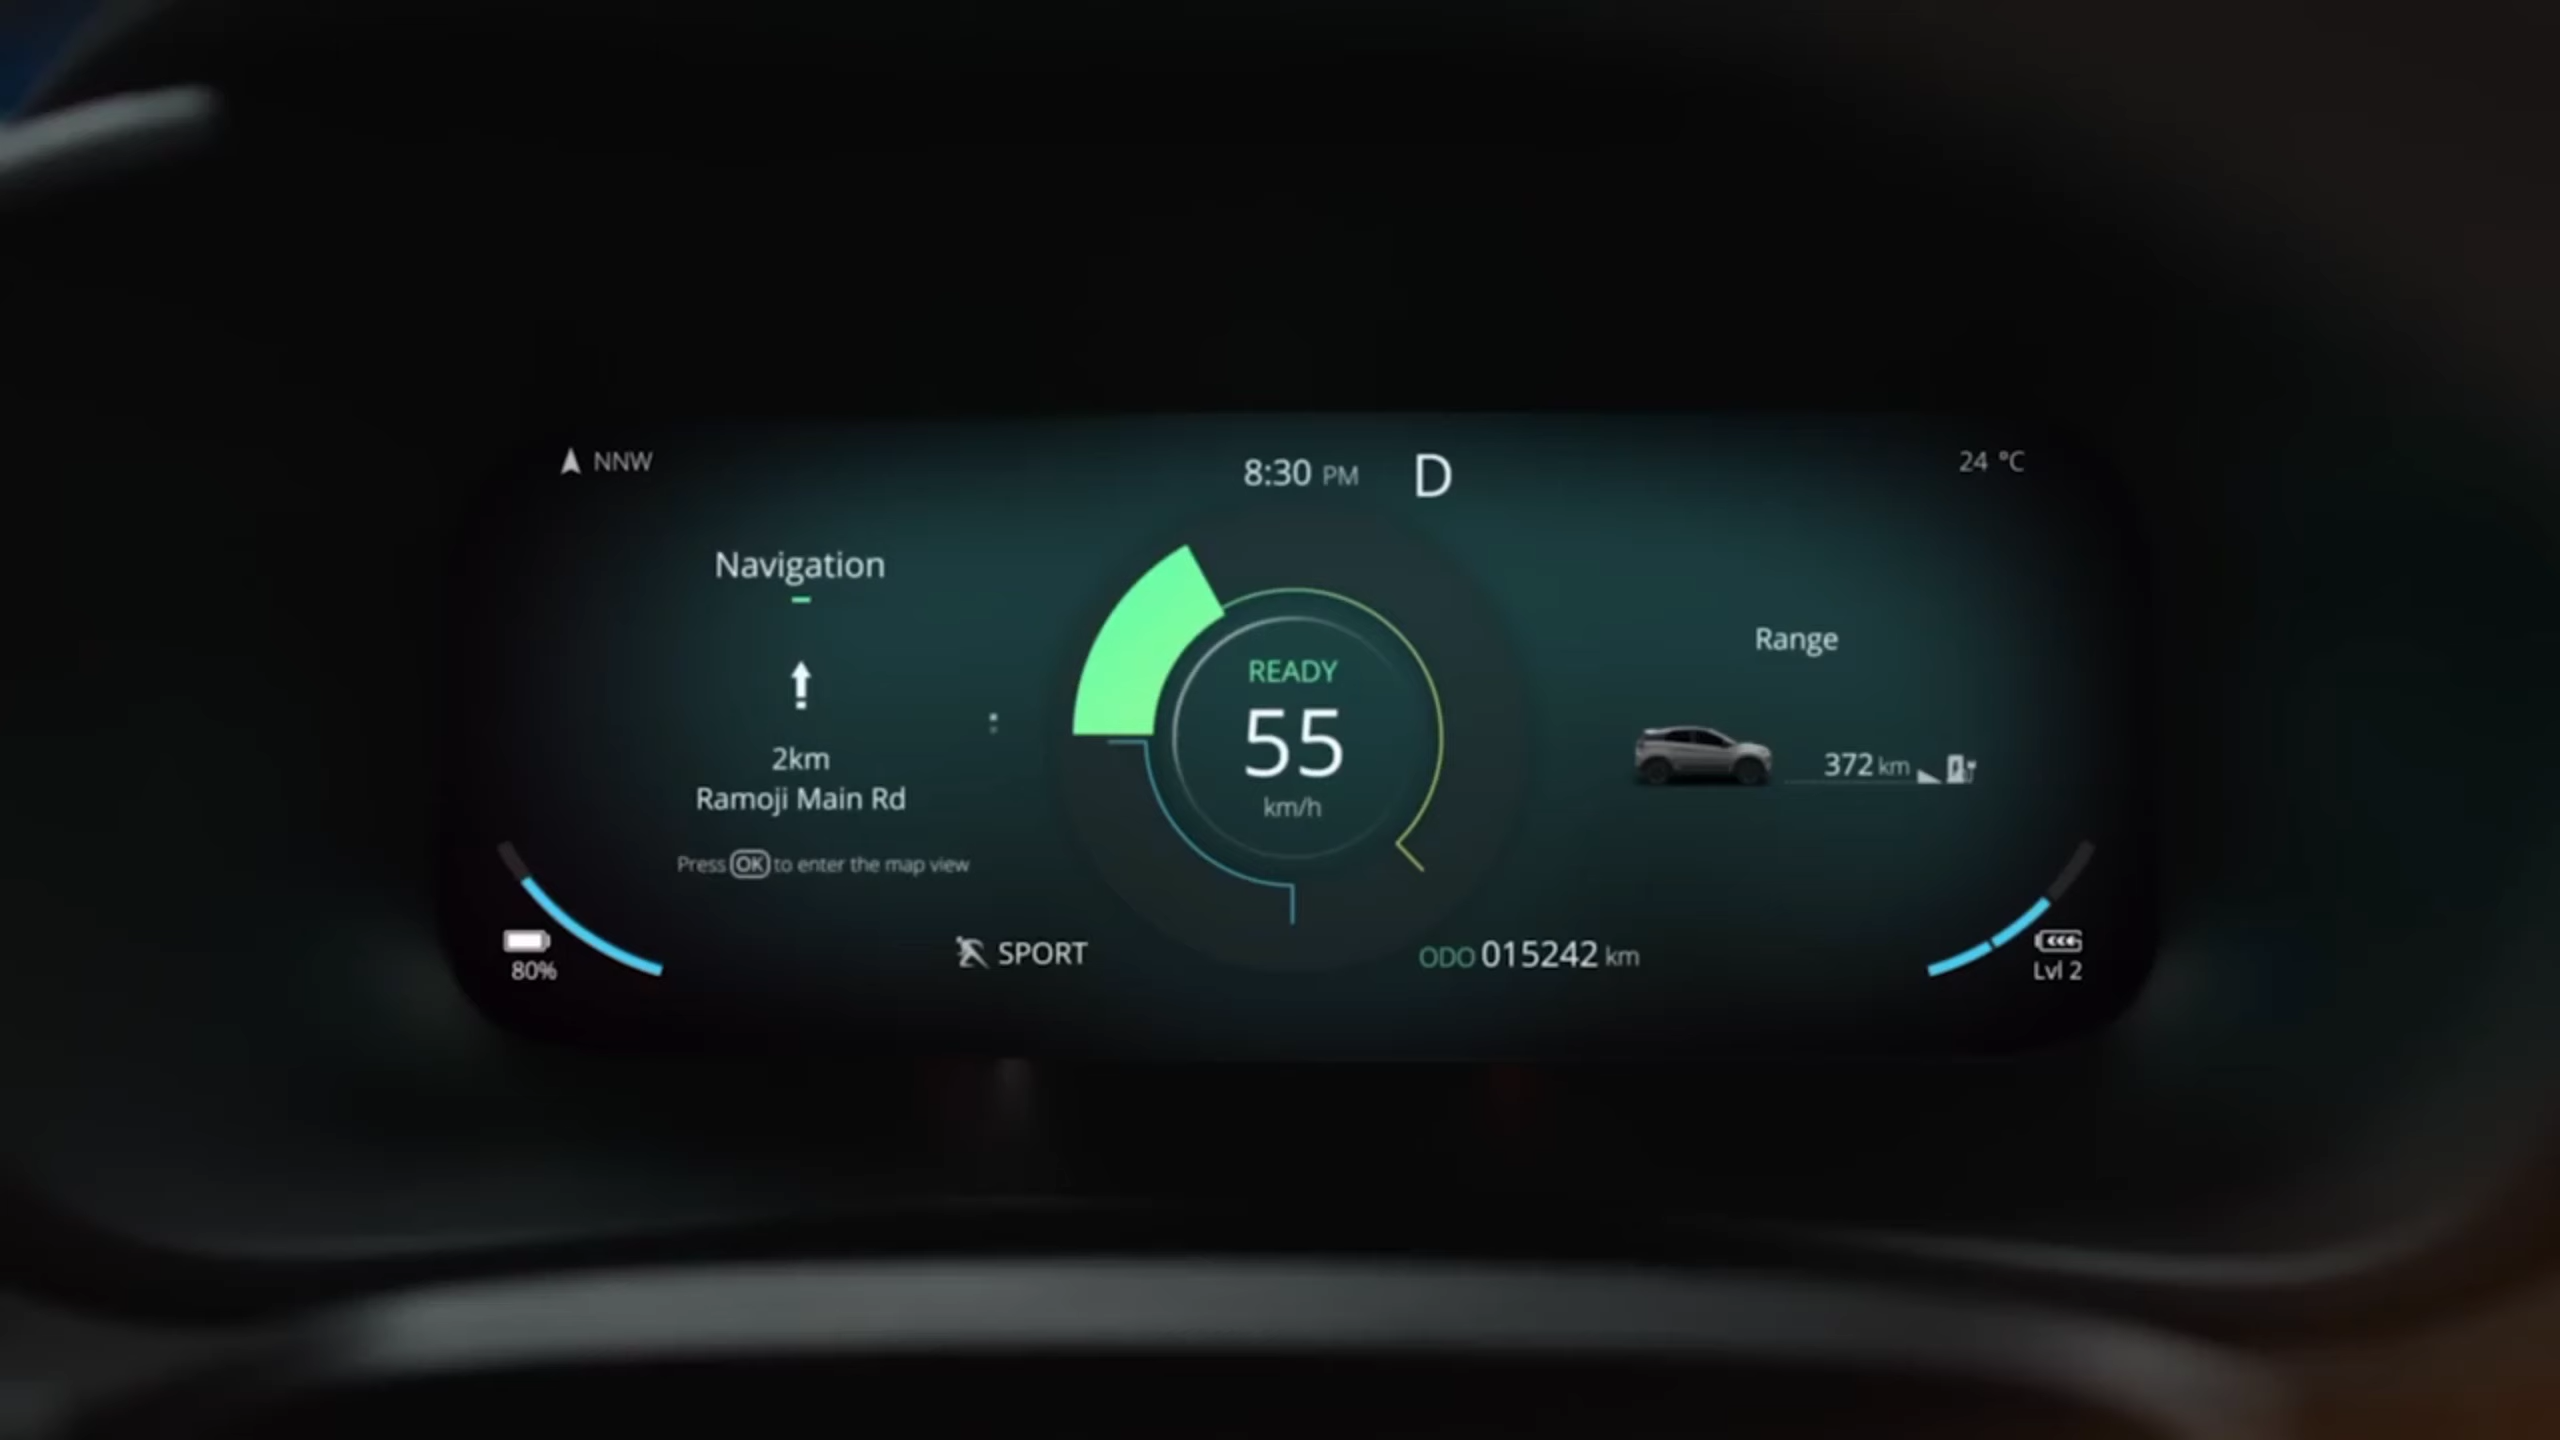 NNW
8:30 PM D
24 °C
Navigation
2km
Ramoji Main Rd
Press OK to enter the map view
READY
55
km/h
Range
372 km
80%
SPORT
ODO 015242 km
Lvl 2